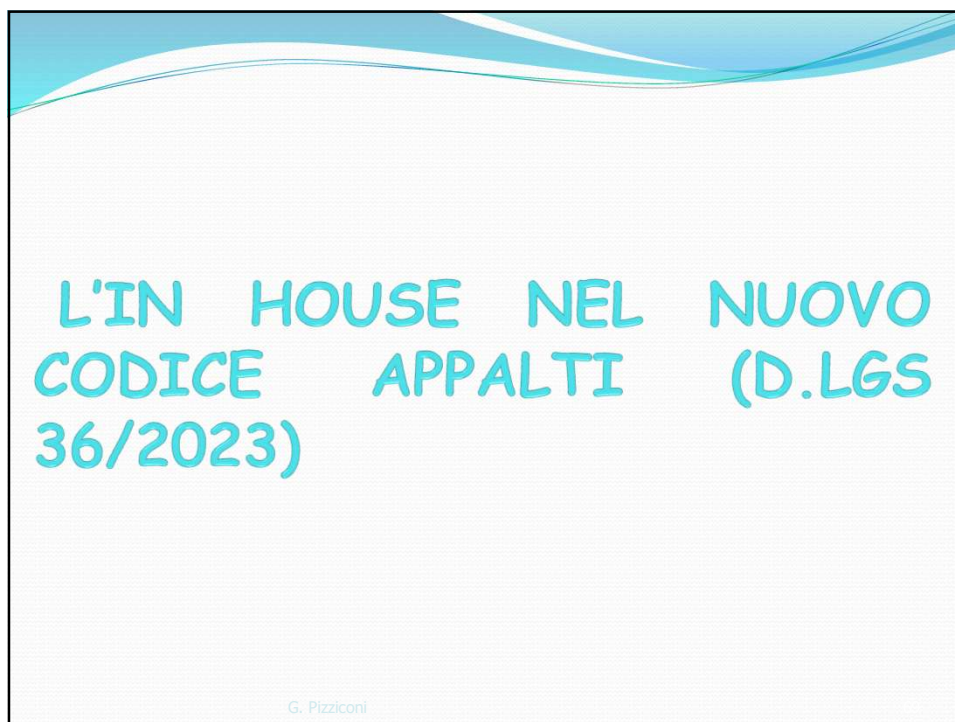 L'IN HOUSE NEL NUOVO
CODICE APPALTI (D.LGS
36/2023)
G. Pizziconi